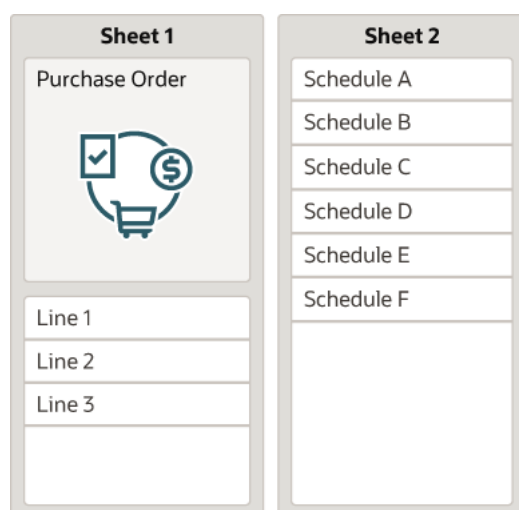 Sheet 1
Purchase Order
$
Line 1
Line 2
Line 3
Sheet 2
Schedule A
Schedule B
Schedule C
Schedule D
Schedule E
Schedule F